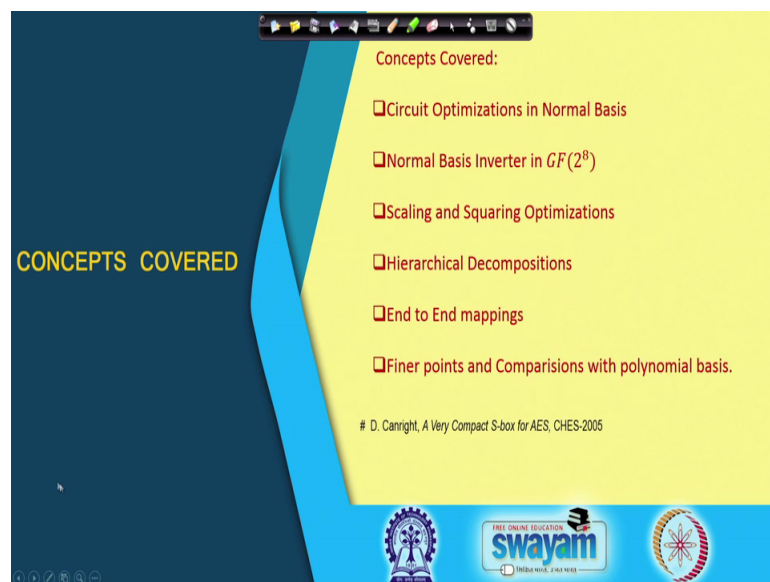 CONCEPTS COVERED
Concepts Covered:
❑Circuit Optimizations in Normal Basis
❑Normal Basis Inverter in GF(2⁸)
❑Scaling and Squaring Optimizations
❑Hierarchical Decompositions
❑End to End mappings
❑Finer points and Comparisions with polynomial basis.
# D. Canright, A Very Compact S-box for AES, CHES-2005
FREE ONLINE EDUCATION
swayam